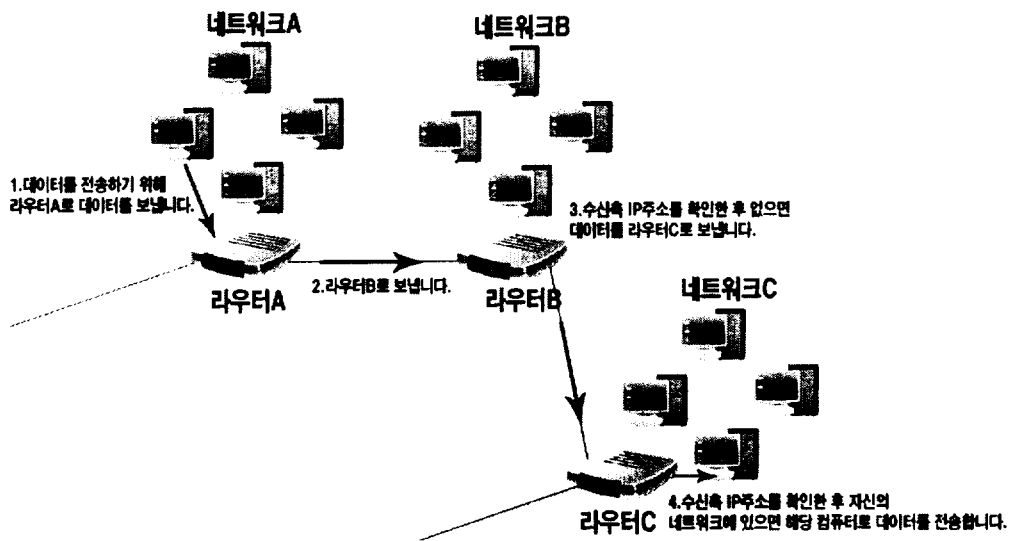 네트워크A
네트워크B
1.데이터를 전송하기 위해
라우터A로 데이터를 보냅니다.
3.수신측 IP주소를 확인한 후 없으면
데이터를 라우터C로 보냅니다.
2.라우터B로 보냅니다.
라우터A
라우터B
네트워크C
4.수신측 IP주소를 확인한 후 자신의
네트워크에 있으면 해당 컴퓨터로 데이터를 전송합니다.
라우터C